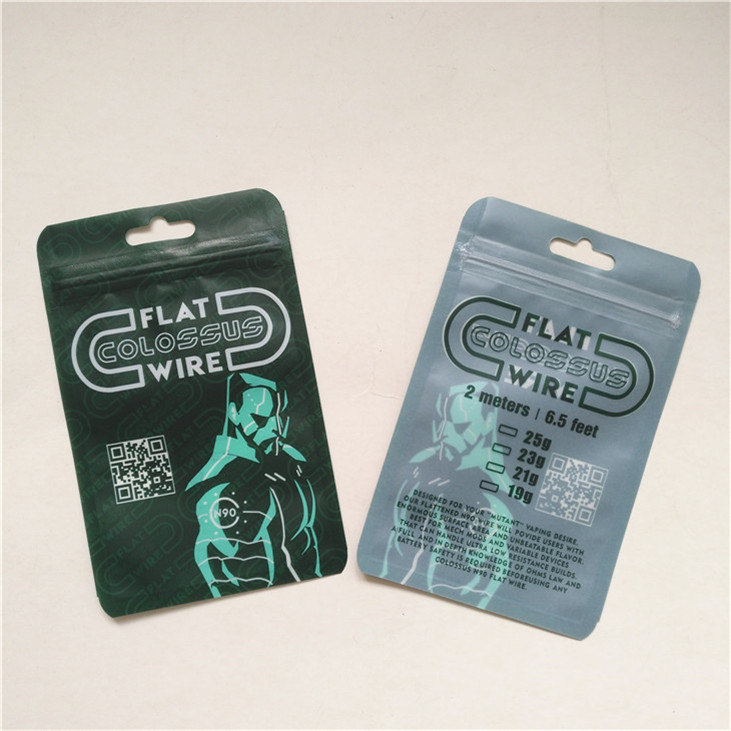 FLAT
COLOSSUS
WIRE
N90
FLAT
COLOSSUS
WIRE
2 meters / 6.5 feet
25g
23g
21g
19g
DESIGNED FOR YOUR "MUTANT" VAPING DESIRE,
OUR FLATTENED N90 WIRE WILL POVIDE USERS WITH
ENORMOUS SURFACE AREA AND UNBEATABLE FLAVOR.
A BEST FOR MECH MODS AND VARIABLE DEVICES
THAT CAN HANDLE ULTRA LOW RESISTANCE BUILDS.
A FULL AND IN DEPTH KNOWLEDGE OF OHMS LAW AND
BATTERY SAFETY IS REQUIRED BEFOREUSING ANY
COLOSSUS N90 FLAT WIRE.